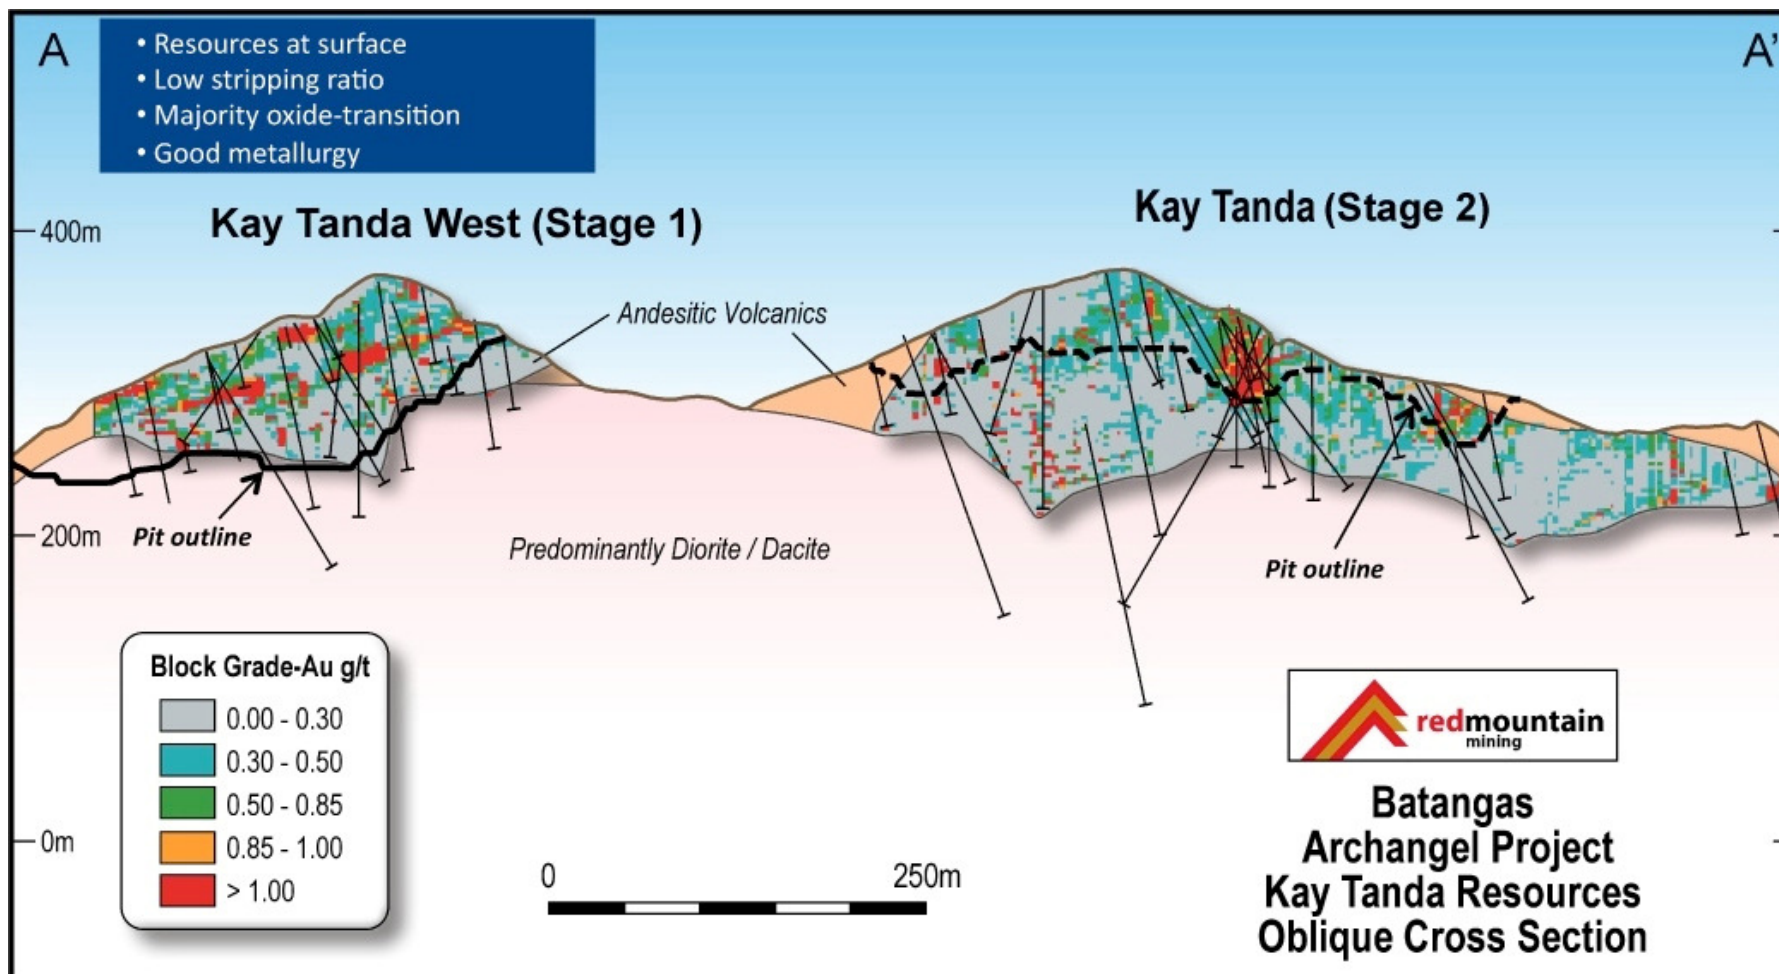 A
A'
• Resources at surface
• Low stripping ratio
• Majority oxide-transition
• Good metallurgy
Kay Tanda West (Stage 1)
Kay Tanda (Stage 2)
400m
Andesitic Volcanics
Pit outline
200m
Predominantly Diorite / Dacite
Pit outline
Block Grade-Au g/t
0.00 - 0.30
0.30 - 0.50
0.50 - 0.85
0.85 - 1.00
> 1.00
0m
0 250m
redmountain
mining
Batangas
Archangel Project
Kay Tanda Resources
Oblique Cross Section